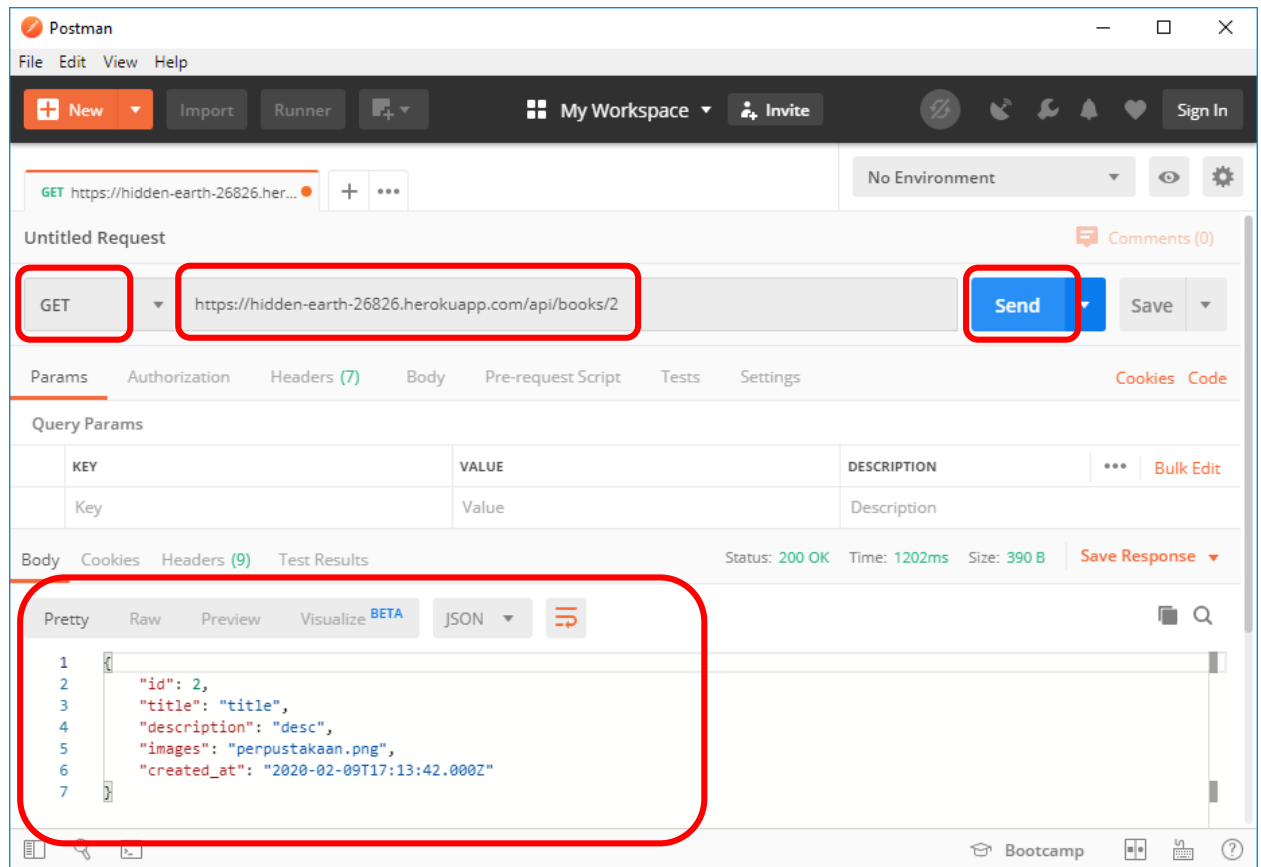 Postman
File Edit View Help
New Import Runner My Workspace Invite Sign In
GET https://hidden-earth-26826.her... No Environment
Untitled Request Comments (0)
GET https://hidden-earth-26826.herokuapp.com/api/books/2 Send Save
Params Authorization Headers (7) Body Pre-request Script Tests Settings Cookies Code
Query Params
KEY VALUE DESCRIPTION Bulk Edit
Key Value Description
Body Cookies Headers (9) Test Results Status: 200 OK Time: 1202ms Size: 390 B Save Response
Pretty Raw Preview Visualize BETA JSON
1 {
2 "id": 2,
3 "title": "title",
4 "description": "desc",
5 "images": "perpustakaan.png",
6 "created_at": "2020-02-09T17:13:42.000Z"
7 }
Bootcamp